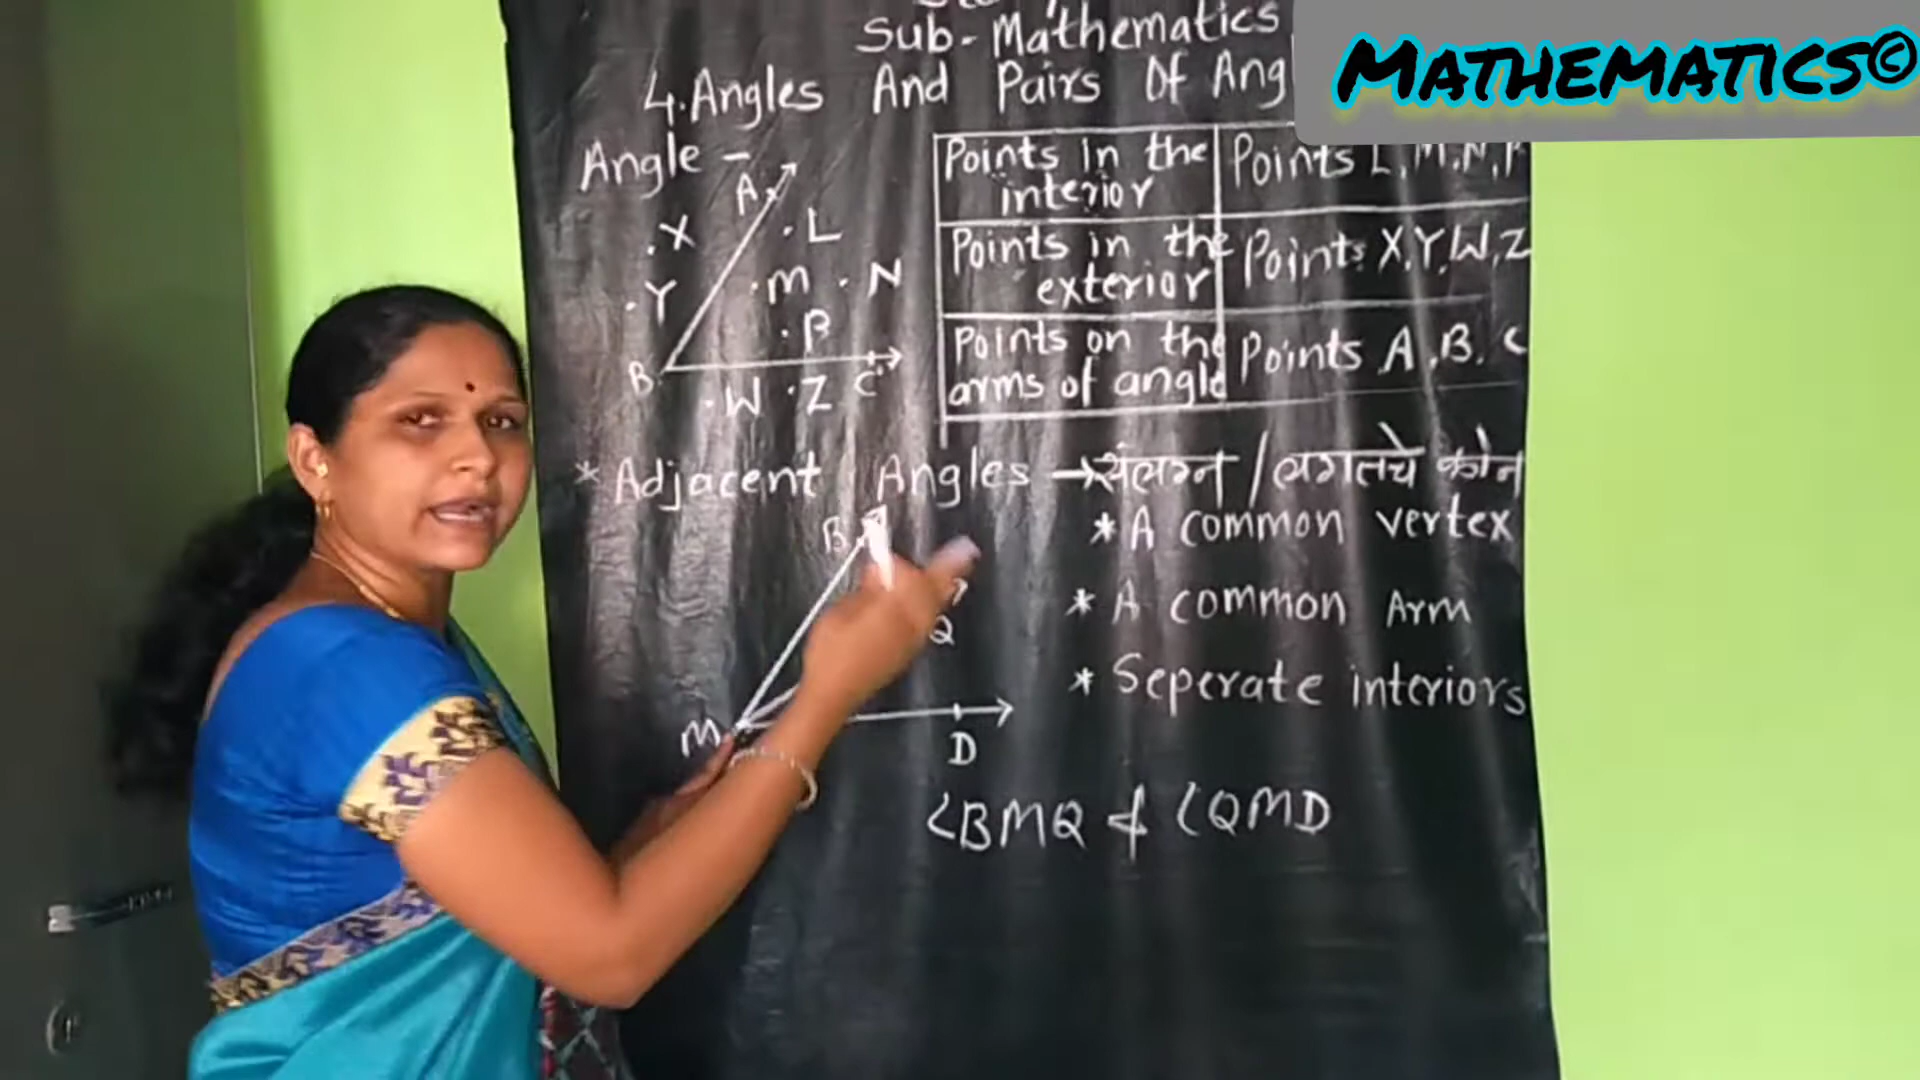 Sub-Mathematics
MATHEMATICS©
4.Angles And Pairs Of Ang
Angle -
A
X
L
Y
M
N
P
B
W
Z
C
Points in the interior
Points L, M, N, P
Points in the exterior
Points X, Y, W, Z
Points on the arms of angle
Points A, B, C
* Adjacent Angles → संलग्न / लगतचे कोन
B
Q
M
D
* A common vertex
* A common Arm
* Seperate interiors
<BMQ & <QMD